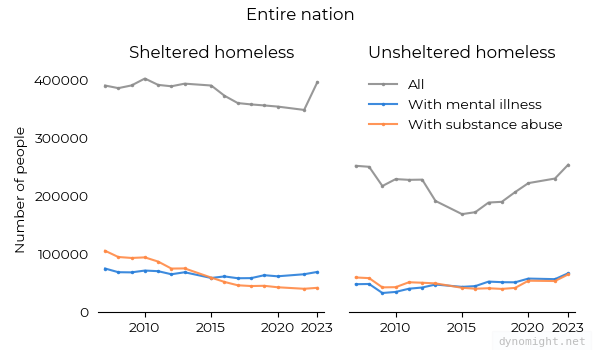 Entire nation
Sheltered homeless
Unsheltered homeless
Number of people
400000
300000
200000
100000
0
All
With mental illness
With substance abuse
2010 2015 2020 2023
2010 2015 2020 2023
dynomight.net